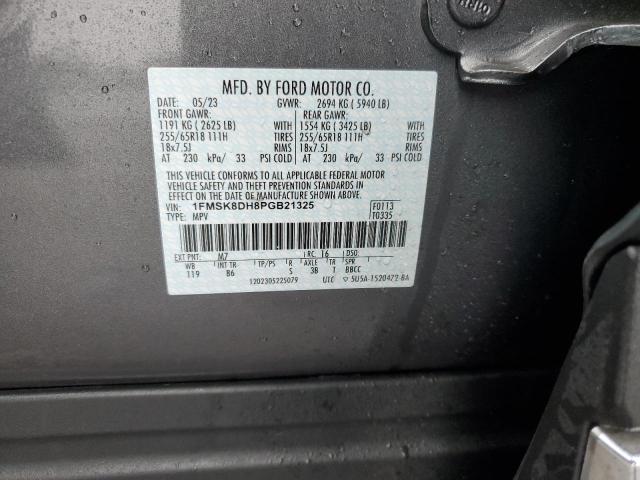 MFD. BY FORD MOTOR CO.
DATE: 05/23 GVWR: 2694 KG ( 5940 LB)
FRONT GAWR: REAR GAWR:
1191 KG ( 2625 LB) WITH 1554 KG ( 3425 LB) WITH
255/65R18 111H TIRES 255/65R18 111H TIRES
18x7.5J RIMS 18x7.5J RIMS
AT 230 kPa/ 33 PSI COLD AT 230 kPa/ 33 PSI COLD
THIS VEHICLE CONFORMS TO ALL APPLICABLE FEDERAL MOTOR
VEHICLE SAFETY AND THEFT PREVENTION STANDARDS IN EFFECT
ON THE DATE OF MANUFACTURE SHOWN ABOVE.
VIN: 1FMSK8DH8PGB21325 F0113
TYPE: MPV T0335
EXT PNT: M7 RC: 16 DSO:
WB INT TR TP/PS R AXLE TR SPR
119 B6 S 3B T BBCC
1202305225079 UTC 5U5A-1520472-BA